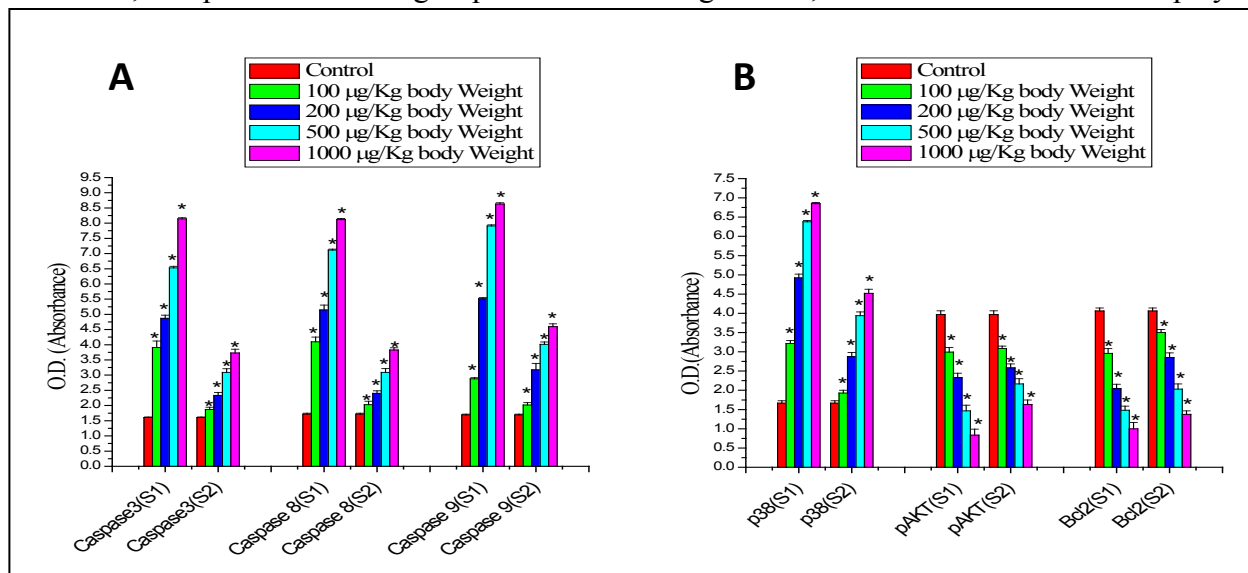 A
Control
100 µg/Kg body Weight
200 µg/Kg body Weight
500 µg/Kg body Weight
1000 µg/Kg body Weight
O.D. (Absorbance)
9.5
9.0
8.5
8.0
7.5
7.0
6.5
6.0
5.5
5.0
4.5
4.0
3.5
3.0
2.5
2.0
1.5
1.0
0.5
0.0
Caspase3(S1)
Caspase3(S2)
Caspase 8(S1)
Caspase 8(S2)
Caspase 9(S1)
Caspase 9(S2)
B
Control
100 µg/Kg body Weight
200 µg/Kg body Weight
500 µg/Kg body Weight
1000 µg/Kg body Weight
O.D.(Absorbance)
7.5
7.0
6.5
6.0
5.5
5.0
4.5
4.0
3.5
3.0
2.5
2.0
1.5
1.0
0.5
0.0
p38(S1)
p38(S2)
pAKT(S1)
pAKT(S2)
Bcl2(S1)
Bcl2(S2)